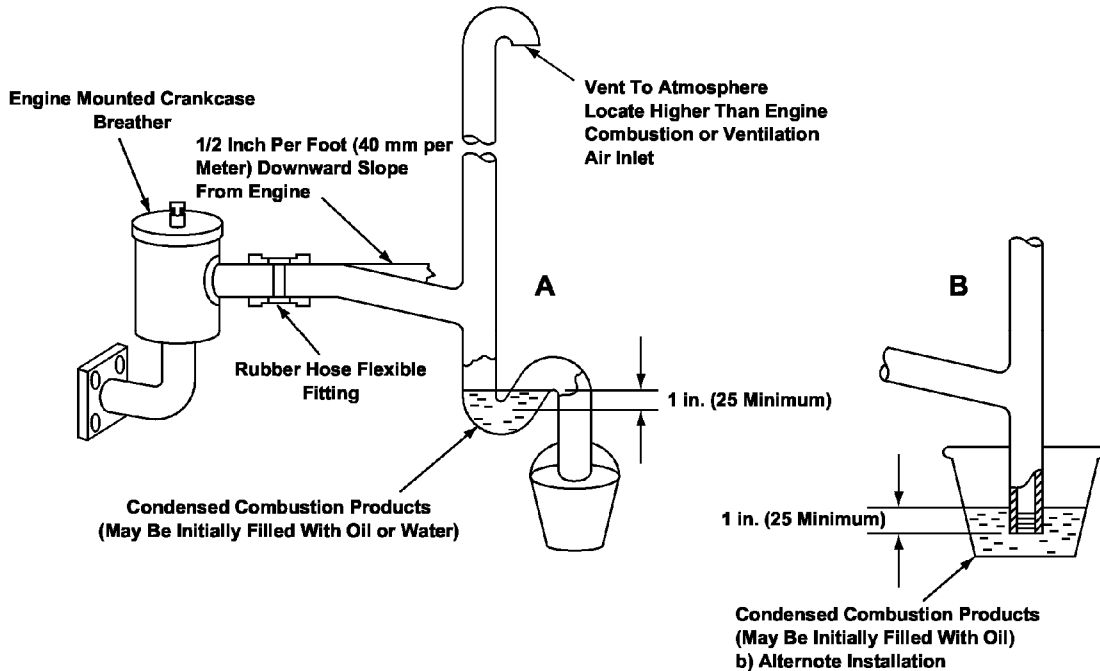 Engine Mounted Crankcase
Breather
1/2 Inch Per Foot (40 mm per
Meter) Downward Slope
From Engine
Vent To Atmosphere
Locate Higher Than Engine
Combustion or Ventilation
Air Inlet
A
B
Rubber Hose Flexible
Fitting
1 in. (25 Minimum)
Condensed Combustion Products
(May Be Initially Filled With Oil or Water)
1 in. (25 Minimum)
Condensed Combustion Products
(May Be Initially Filled With Oil)
b) Alternote Installation